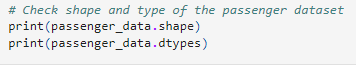 # Check shape and type of the passenger dataset
print(passenger_data.shape)
print(passenger_data.dtypes)